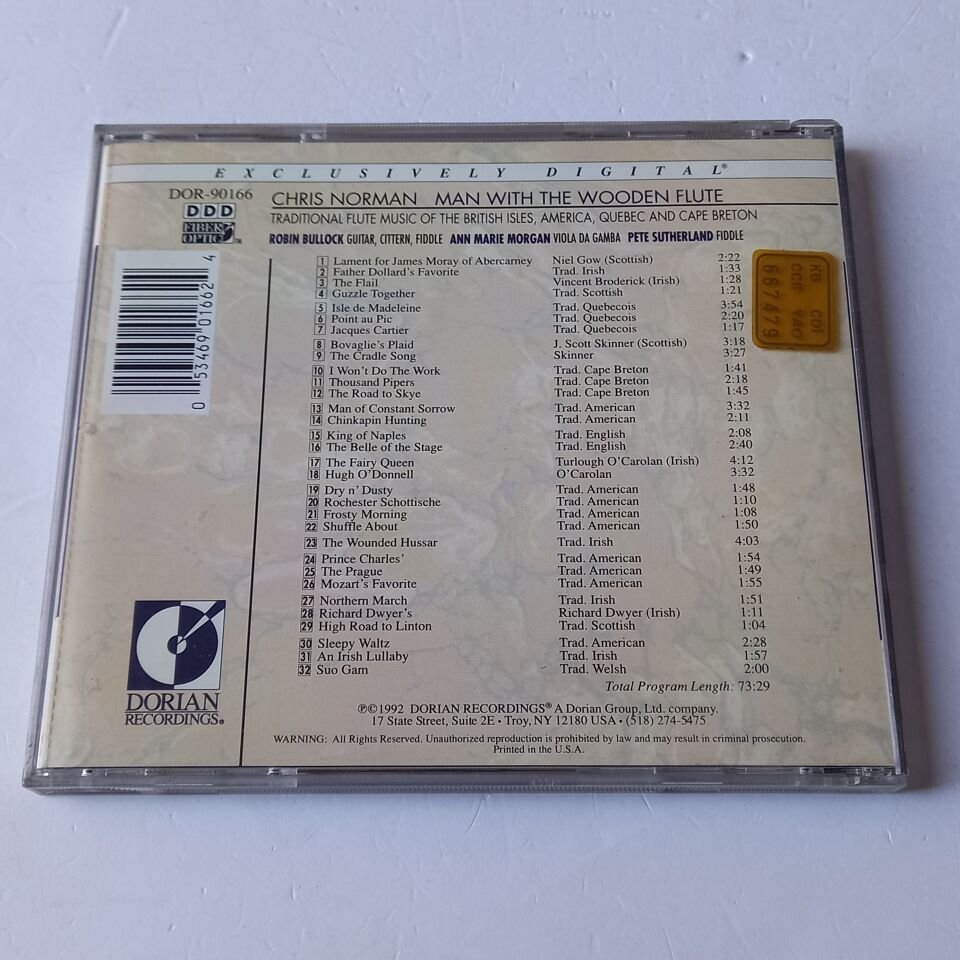 EXCLUSIVELY DIGITAL®
DOR-90166
DDD
FIBER
OPTIC™
CHRIS NORMAN MAN WITH THE WOODEN FLUTE
TRADITIONAL FLUTE MUSIC OF THE BRITISH ISLES, AMERICA, QUEBEC AND CAPE BRETON
ROBIN BULLOCK GUITAR, CITTERN, FIDDLE ANN MARIE MORGAN VIOLA DA GAMBA PETE SUTHERLAND FIDDLE
1 Lament for James Moray of Abercarney Niel Gow (Scottish) 2:22
2 Father Dollard's Favorite Trad. Irish 1:33
3 The Flail Vincent Broderick (Irish) 1:28
4 Guzzle Together Trad. Scottish 1:21
5 Isle de Madeleine Trad. Quebecois 3:54
6 Point au Pic Trad. Quebecois 2:20
7 Jacques Cartier Trad. Quebecois 1:17
8 Bovaglie's Plaid J. Scott Skinner (Scottish) 3:18
9 The Cradle Song Skinner 3:27
10 I Won't Do The Work Trad. Cape Breton 1:41
11 Thousand Pipers Trad. Cape Breton 2:18
12 The Road to Skye Trad. Cape Breton 1:45
13 Man of Constant Sorrow Trad. American 3:32
14 Chinkapin Hunting Trad. American 2:11
15 King of Naples Trad. English 2:08
16 The Belle of the Stage Trad. English 2:40
17 The Fairy Queen Turlough O'Carolan (Irish) 4:12
18 Hugh O'Donnell O'Carolan 3:32
19 Dry n' Dusty Trad. American 1:48
20 Rochester Schottische Trad. American 1:10
21 Frosty Morning Trad. American 1:08
22 Shuffle About Trad. American 1:50
23 The Wounded Hussar Trad. Irish 4:03
24 Prince Charles' Trad. American 1:54
25 The Prague Trad. American 1:49
26 Mozart's Favorite Trad. American 1:55
27 Northern March Trad. Irish 1:51
28 Richard Dwyer's Richard Dwyer (Irish) 1:11
29 High Road to Linton Trad. Scottish 1:04
30 Sleepy Waltz Trad. American 2:28
31 An Irish Lullaby Trad. Irish 1:57
32 Suo Gam Trad. Welsh 2:00
Total Program Length: 73:29
℗©1992 DORIAN RECORDINGS® A Dorian Group, Ltd. company.
17 State Street, Suite 2E • Troy, NY 12180 USA • (518) 274-5475
WARNING: All Rights Reserved. Unauthorized reproduction is prohibited by law and may result in criminal prosecution.
Printed in the U.S.A.
0 53469 01662 4
DORIAN
RECORDINGS®
KB CDI
CCB VAO
667479